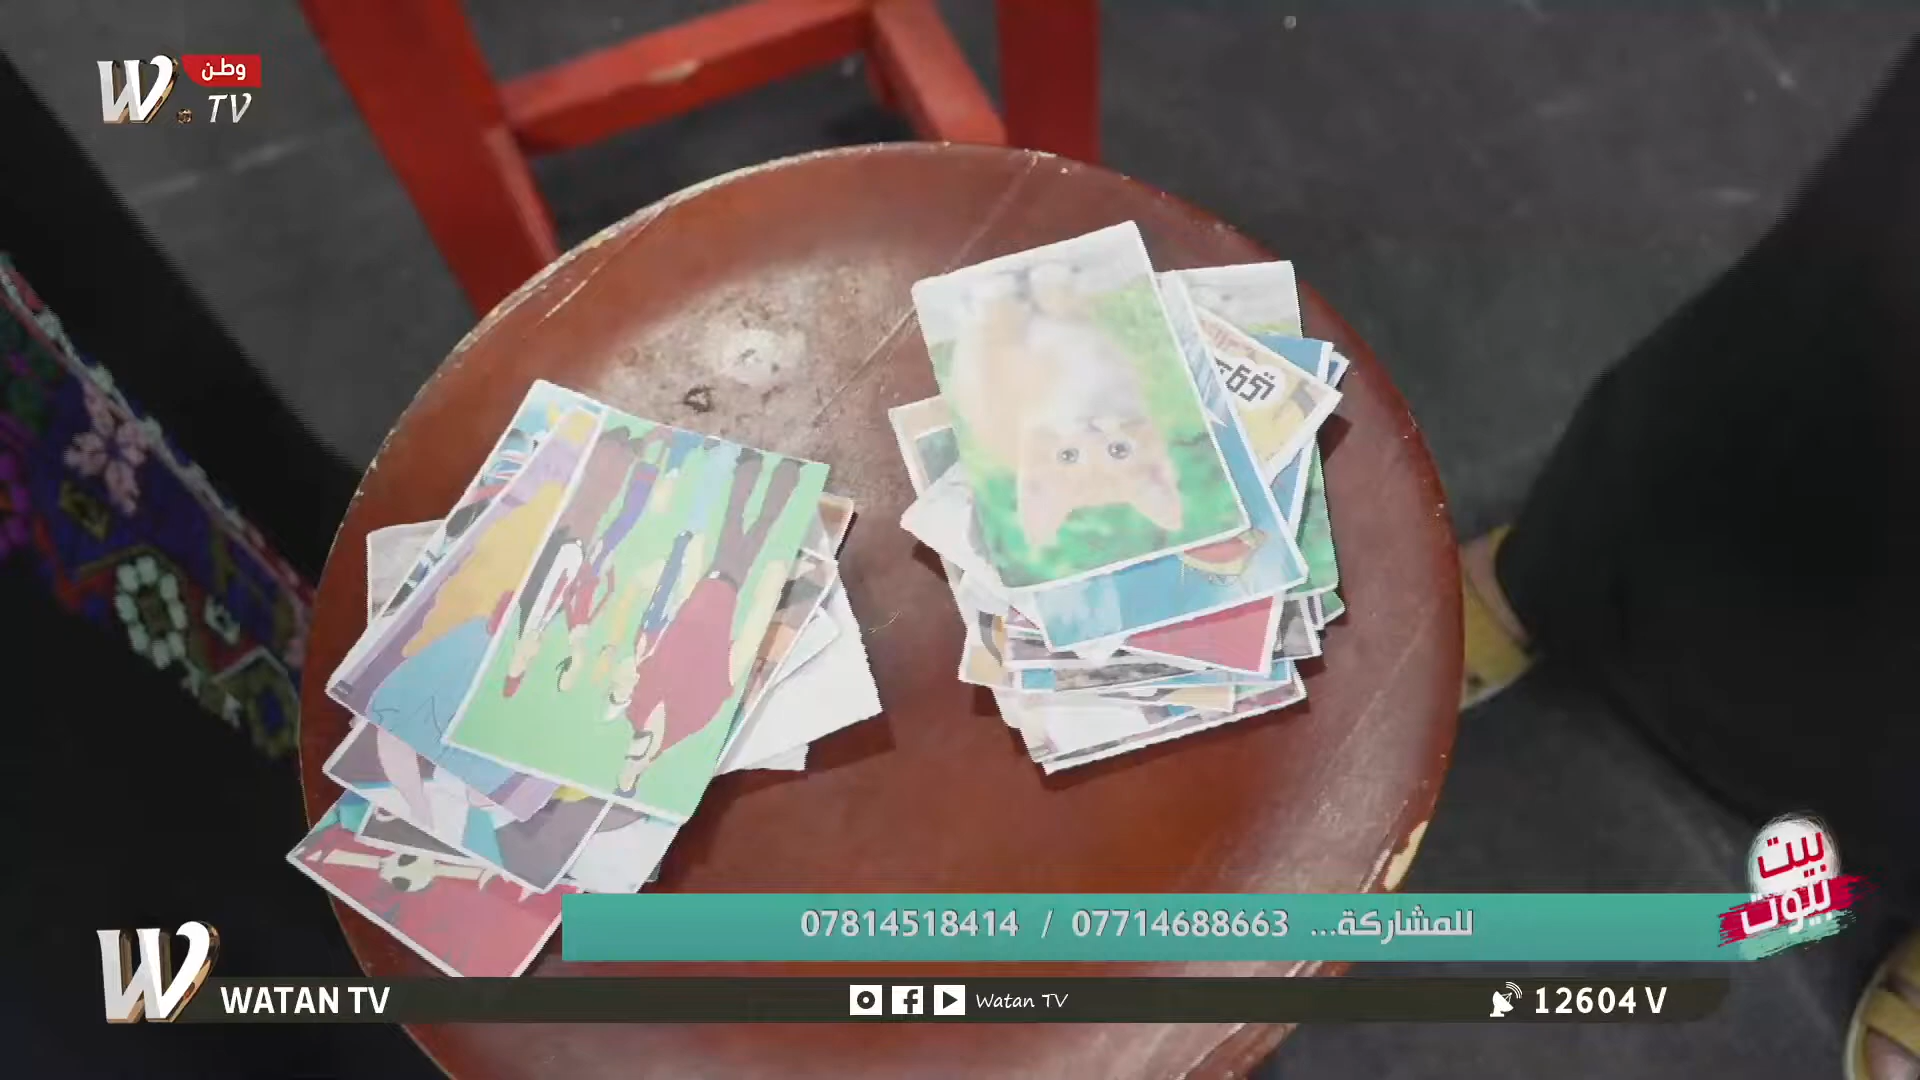 وطن
TV
بيت
بيوت
للمشاركة... 07714688663 / 07814518414
WATAN TV
Watan TV
12604 V